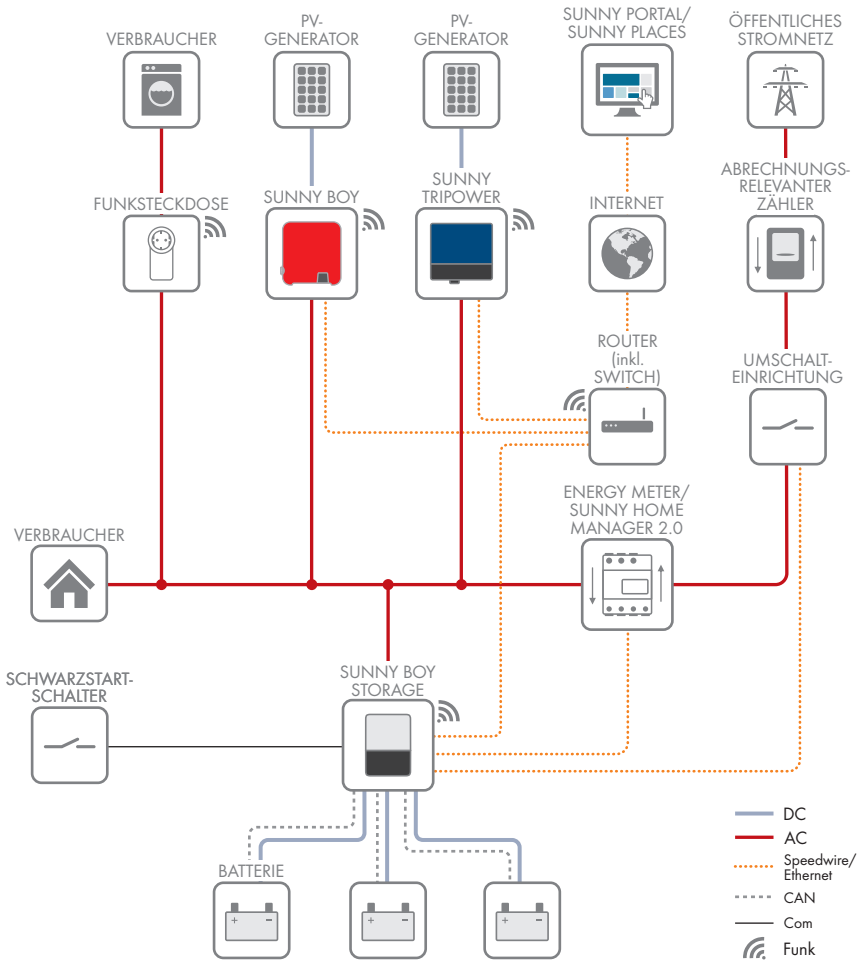 VERBRAUCHER
PV-
GENERATOR
PV-
GENERATOR
SUNNY PORTAL/
SUNNY PLACES
ÖFFENTLICHES
STROMNETZ
FUNKSTECKDOSE
SUNNY BOY
SUNNY
TRIPOWER
INTERNET
ABRECHNUNGS-
RELEVANTER
ZÄHLER
ROUTER
(inkl.
SWITCH)
UMSCHALT-
EINRICHTUNG
VERBRAUCHER
ENERGY METER/
SUNNY HOME
MANAGER 2.0
SCHWARZSTART-
SCHALTER
SUNNY BOY
STORAGE
BATTERIE
+ -
+ -
+ -
DC
AC
Speedwire/
Ethernet
CAN
Com
Funk